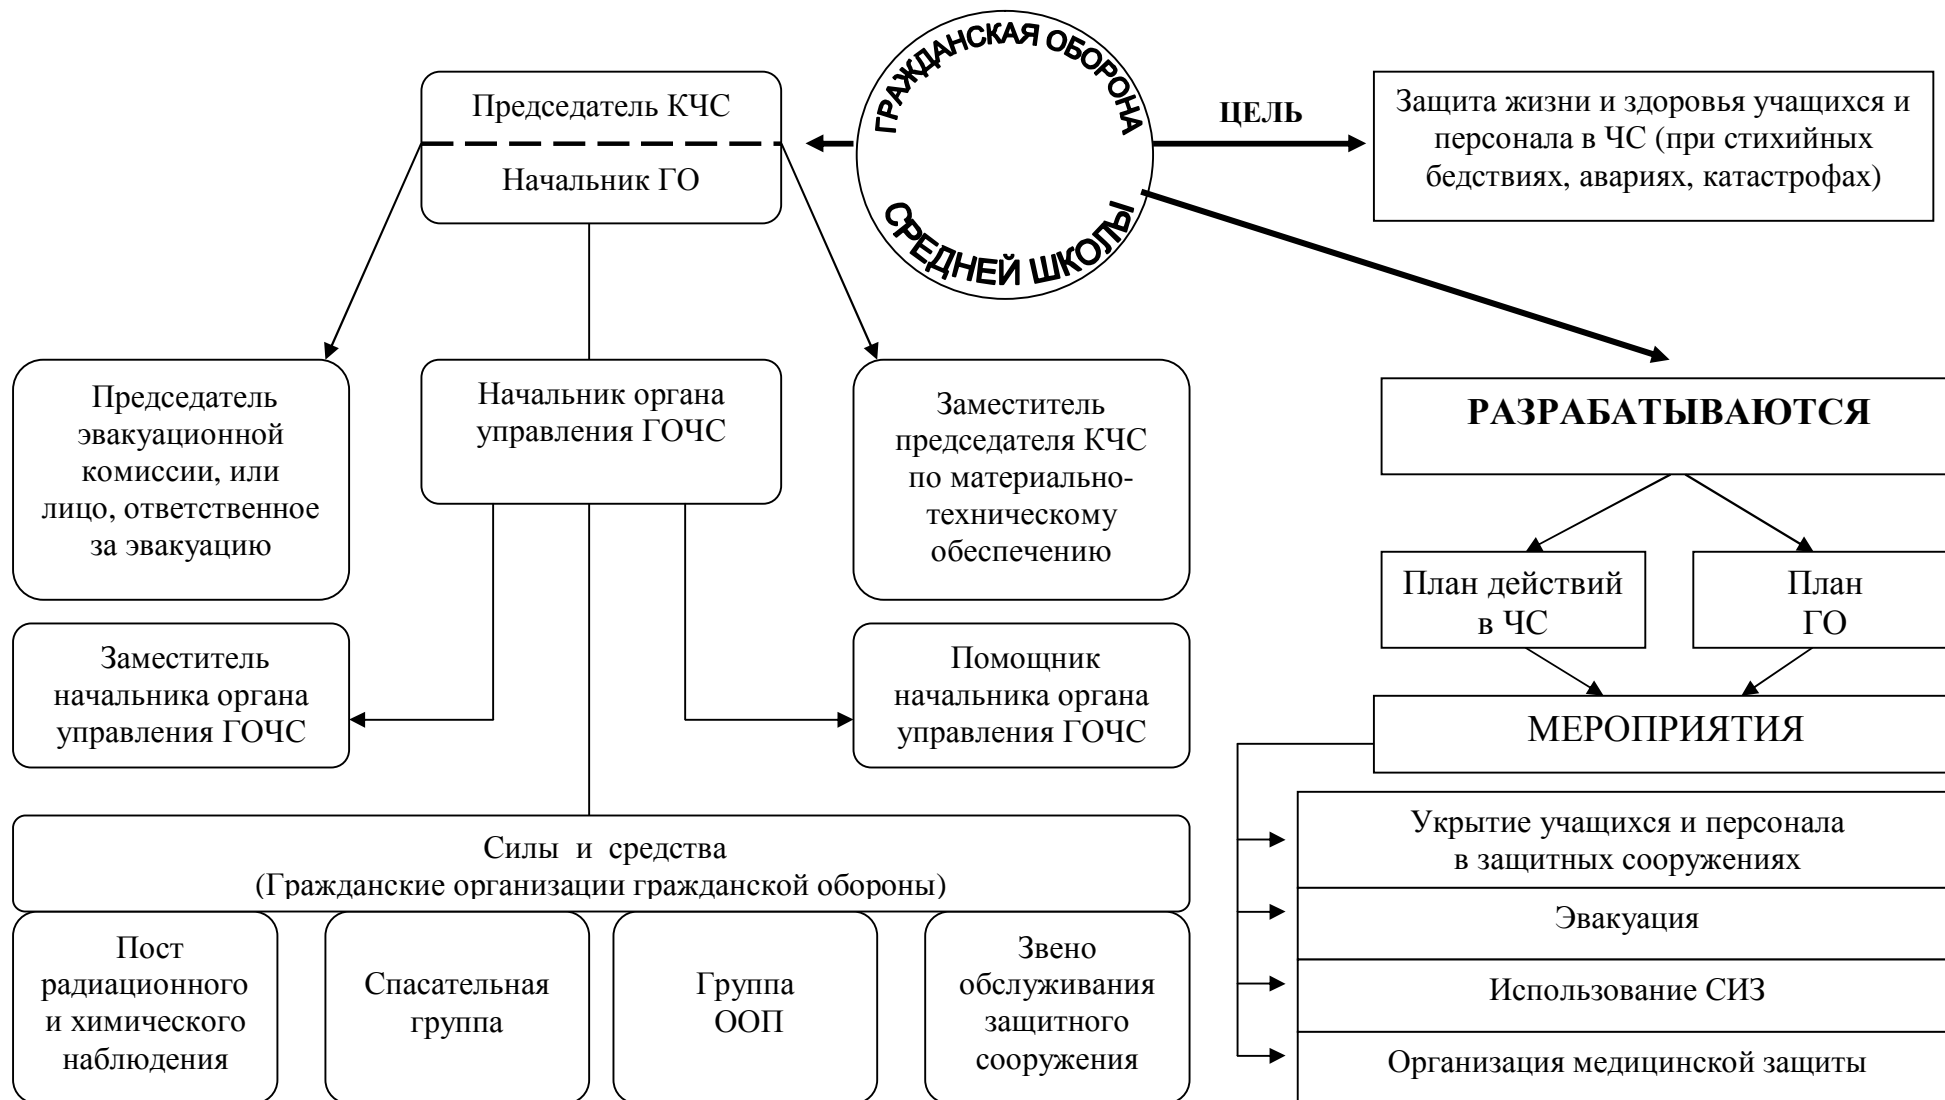 ГРАЖДАНСКАЯ ОБОРОНА
СРЕДНЕЙ ШКОЛЫ
Председатель КЧС
Начальник ГО
ЦЕЛЬ
Защита жизни и здоровья учащихся и
персонала в ЧС (при стихийных
бедствиях, авариях, катастрофах)
Председатель
эвакуационной
комиссии, или
лицо, ответственное
за эвакуацию
Начальник органа
управления ГОЧС
Заместитель
председателя КЧС
по материально-
техническому
обеспечению
РАЗРАБАТЫВАЮТСЯ
План действий
в ЧС
План
ГО
Заместитель
начальника органа
управления ГОЧС
Помощник
начальника органа
управления ГОЧС
МЕРОПРИЯТИЯ
Силы и средства
(Гражданские организации гражданской обороны)
Пост
радиационного
и химического
наблюдения
Спасательная
группа
Группа
ООП
Звено
обслуживания
защитного
сооружения
Укрытие учащихся и персонала
в защитных сооружениях
Эвакуация
Использование СИЗ
Организация медицинской защиты